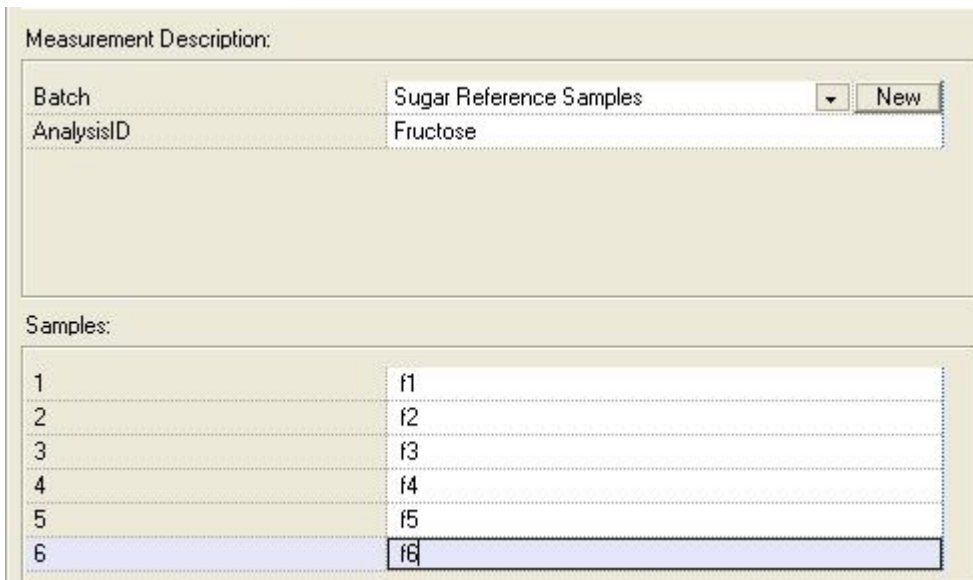 Measurement Description:
Batch Sugar Reference Samples New
AnalysisID Fructose
Samples:
1 f1
2 f2
3 f3
4 f4
5 f5
6 f6